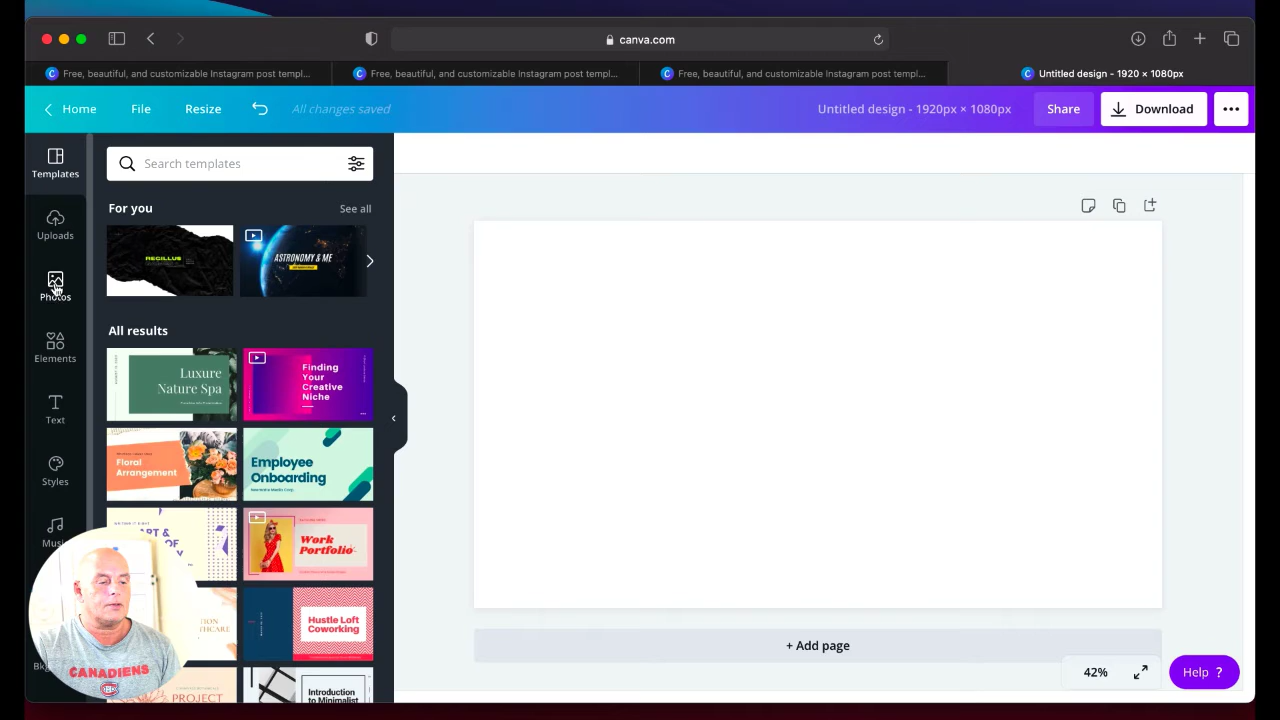 canva.com
Free, beautiful, and customizable Instagram post templ...
Free, beautiful, and customizable Instagram post templ...
Free, beautiful, and customizable Instagram post templ...
Untitled design - 1920 × 1080px
Home
File
Resize
All changes saved
Untitled design - 1920px × 1080px
Share
Download
Templates
Uploads
Photos
Elements
Text
Styles
Search templates
For you
See all
RECILLUS
ASTRONOMY & ME
All results
Luxure
Nature Spa
Finding
Your
Creative
Niche
Floral
Arrangement
Employee
Onboarding
Work
Portfolio
Hustle Loft
Coworking
PROJECT
Introduction
to Minimalist
CANADIENS
+ Add page
42%
Help ?